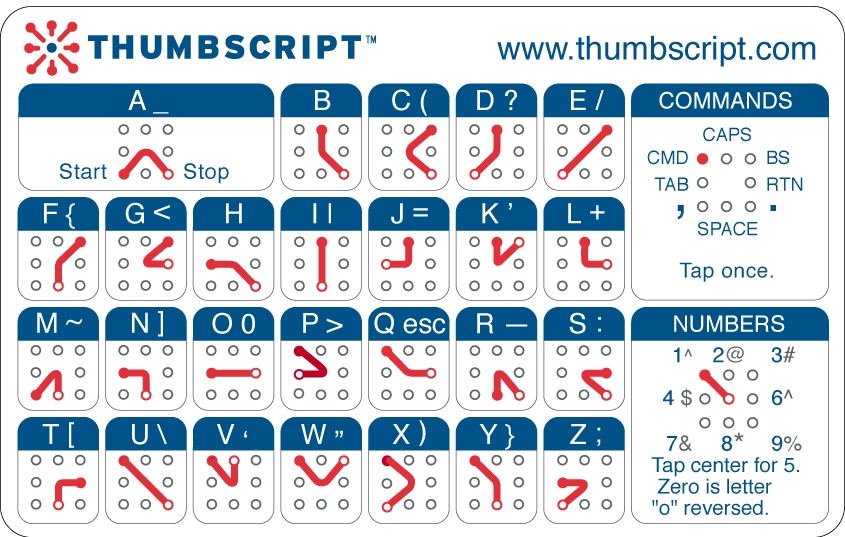 THUMBSCRIPT™
www.thumbscript.com
A _
B
C (
D ?
E /
COMMANDS
Start
Stop
CAPS
CMD
BS
TAB
RTN
,
.
SPACE
Tap once.
F {
G <
H
I |
J =
K '
L +
M ~
N ]
O 0
P >
Q esc
R —
S :
NUMBERS
1^ 2@ 3#
4 $ 6^
7& 8* 9%
Tap center for 5.
Zero is letter
"o" reversed.
T [
U \
V ‘
W ”
X )
Y }
Z ;